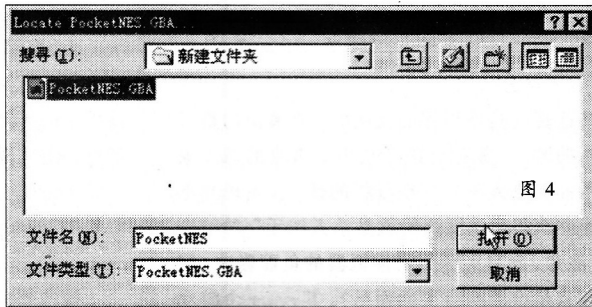 Locate PocketNES.GBA...
搜寻(I): 新建文件夹
PocketNES.GBA
图 4
文件名(N): PocketNES 打开(O)
文件类型(T): PocketNES.GBA 取消